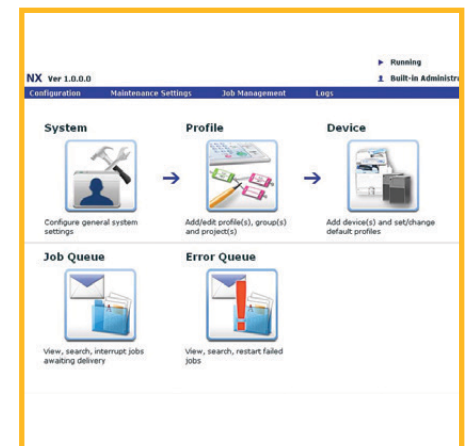 Running
NX Ver 1.0.0.0
Built-in Administr
Configuration Maintenance Settings Job Management Logs
System Profile Device
Configure general system settings
Add/edit profile(s), group(s) and project(s)
Add device(s) and set/change default profiles
Job Queue Error Queue
View, search, interrupt jobs awaiting delivery
View, search, restart failed jobs